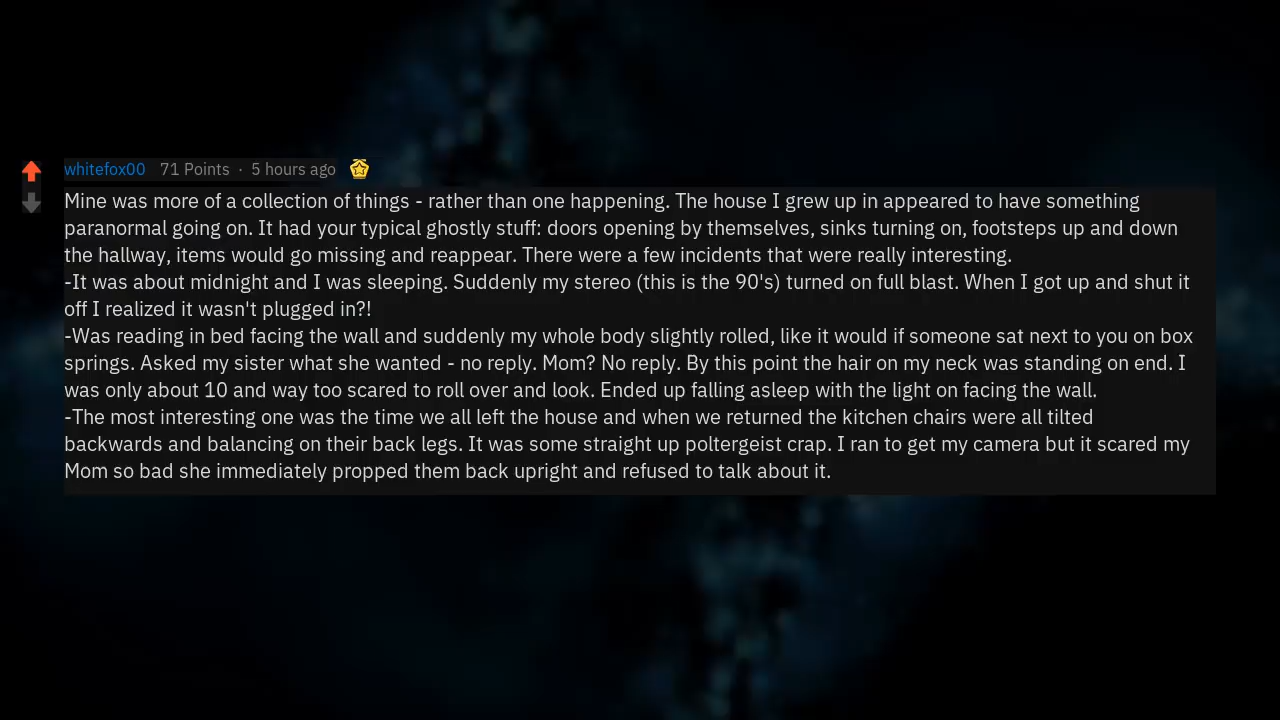 whitefox00 71 Points · 5 hours ago
Mine was more of a collection of things - rather than one happening. The house I grew up in appeared to have something
paranormal going on. It had your typical ghostly stuff: doors opening by themselves, sinks turning on, footsteps up and down
the hallway, items would go missing and reappear. There were a few incidents that were really interesting.
-It was about midnight and I was sleeping. Suddenly my stereo (this is the 90's) turned on full blast. When I got up and shut it
off I realized it wasn't plugged in?!
-Was reading in bed facing the wall and suddenly my whole body slightly rolled, like it would if someone sat next to you on box
springs. Asked my sister what she wanted - no reply. Mom? No reply. By this point the hair on my neck was standing on end. I
was only about 10 and way too scared to roll over and look. Ended up falling asleep with the light on facing the wall.
-The most interesting one was the time we all left the house and when we returned the kitchen chairs were all tilted
backwards and balancing on their back legs. It was some straight up poltergeist crap. I ran to get my camera but it scared my
Mom so bad she immediately propped them back upright and refused to talk about it.